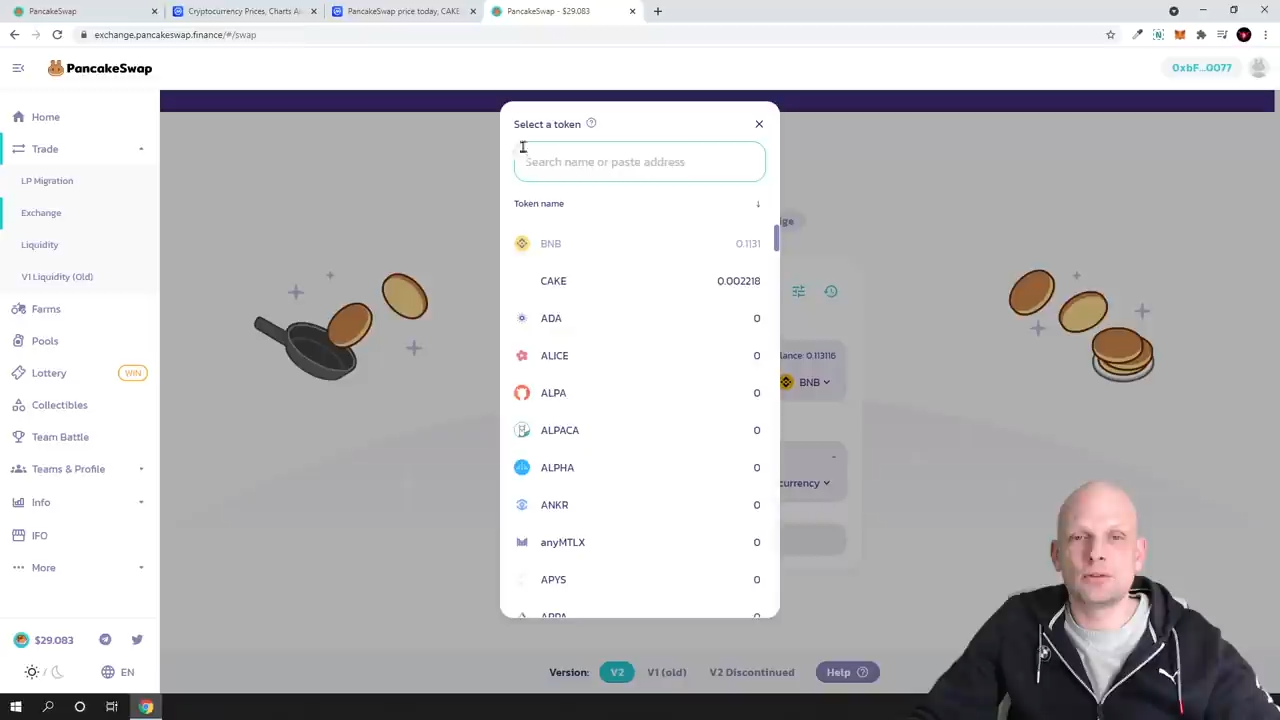 PancakeSwap
Cryptocurrency Prices, Charts A
PancakeSwap price today, CAKE
PancakeSwap - $29.083
exchange.pancakeswap.finance/#/swap
PancakeSwap
0xbF...0077
Home
Trade
LP Migration
Exchange
Liquidity
V1 Liquidity (Old)
Farms
Pools
Lottery
WIN
Collectibles
Team Battle
Teams & Profile
Info
IFO
More
$29.083
EN
Select a token
Search name or paste address
Token name
BNB 0.1131
CAKE 0.002218
ADA 0
ALICE 0
ALPA 0
ALPACA 0
ALPHA 0
ANKR 0
anyMTLX 0
APYS 0
lance: 0.113116
BNB
-
currency
Version: V2 V1 (old) V2 Discontinued Help